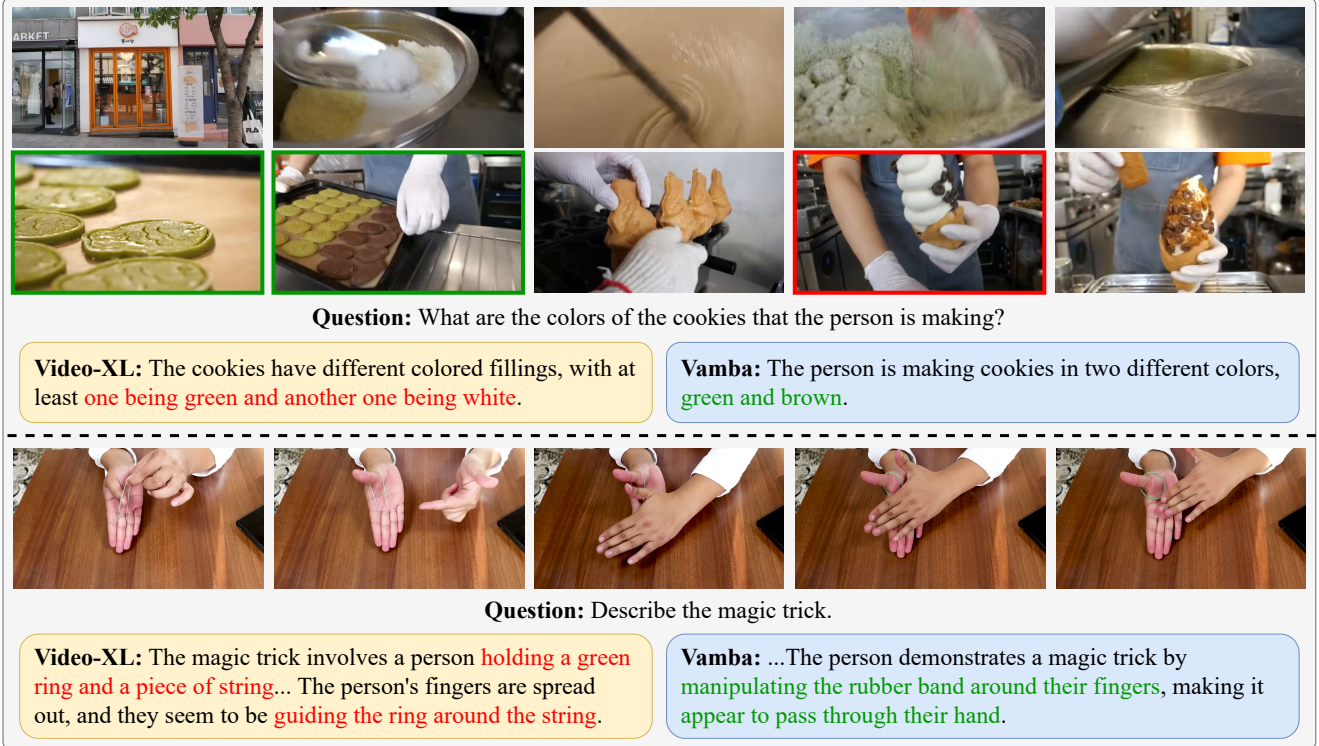 ARKET
FILA
Question: What are the colors of the cookies that the person is making?
Video-XL: The cookies have different colored fillings, with at
least one being green and another one being white.
Vamba: The person is making cookies in two different colors,
green and brown.
Question: Describe the magic trick.
Video-XL: The magic trick involves a person holding a green
ring and a piece of string... The person's fingers are spread
out, and they seem to be guiding the ring around the string.
Vamba: ...The person demonstrates a magic trick by
manipulating the rubber band around their fingers, making it
appear to pass through their hand.